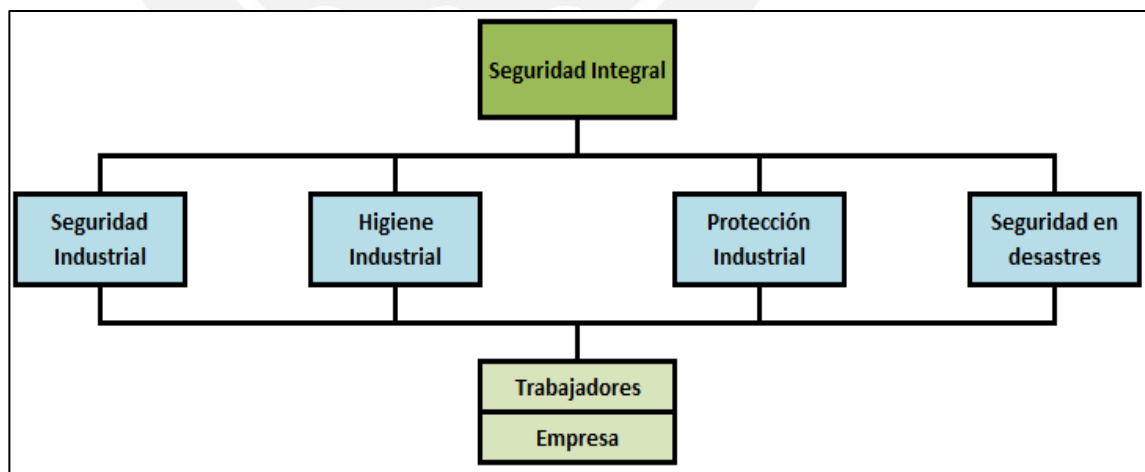 Seguridad Integral
Seguridad
Industrial
Higiene
Industrial
Protección
Industrial
Seguridad en
desastres
Trabajadores
Empresa